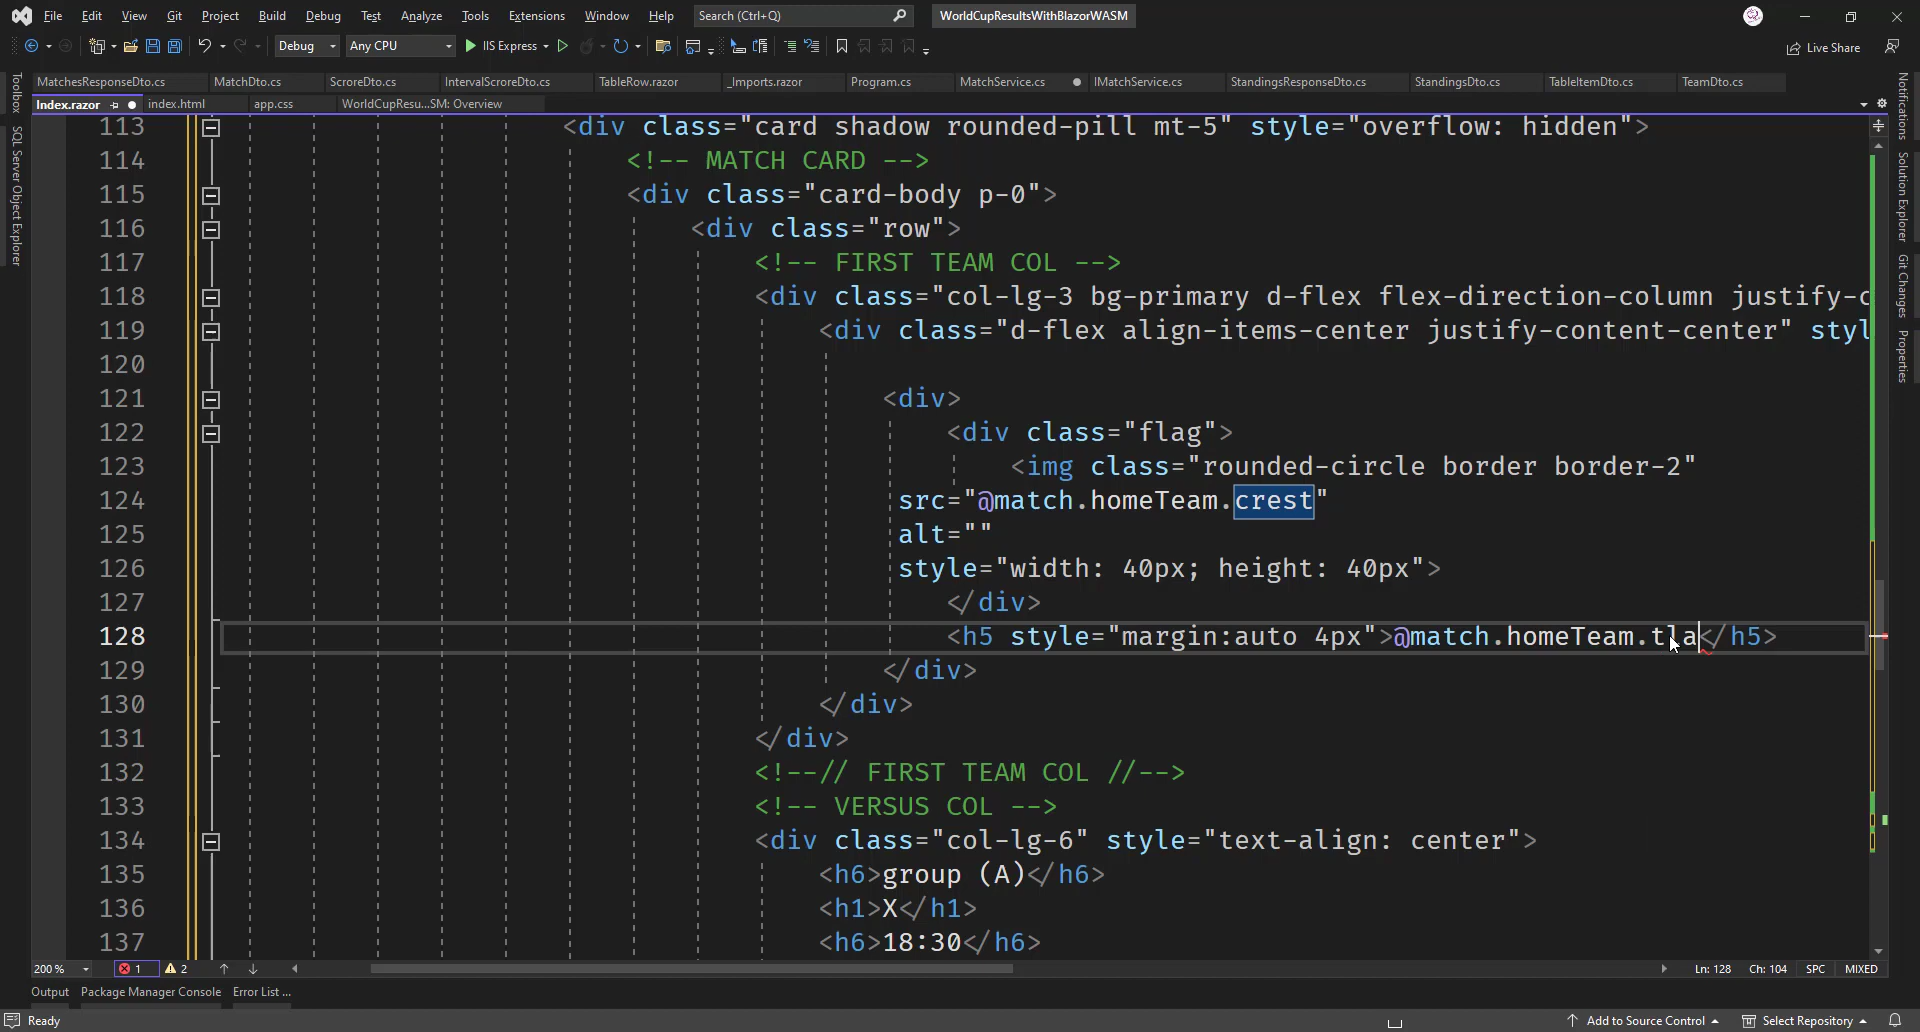 File Edit View Git Project Build Debug Test Analyze Tools Extensions Window Help Search (Ctrl+Q) WorldCupResultsWithBlazorWASM
Debug Any CPU IIS Express Live Share
MatchesResponseDto.cs MatchDto.cs ScroreDto.cs IntervalScroreDto.cs TableRow.razor _Imports.razor Program.cs MatchService.cs IMatchService.cs StandingsResponseDto.cs StandingsDto.cs TableItemDto.cs TeamDto.cs
Index.razor index.html app.css WorldCupResu...SM: Overview
Toolbox
SQL Server Object Explorer
Notifications
Solution Explorer
Git Changes
Properties
113 <div class="card shadow rounded-pill mt-5" style="overflow: hidden">
114 <!-- MATCH CARD -->
115 <div class="card-body p-0">
116 <div class="row">
117 <!-- FIRST TEAM COL -->
118 <div class="col-lg-3 bg-primary d-flex flex-direction-column justify-c
119 <div class="d-flex align-items-center justify-content-center" styl
120
121 <div>
122 <div class="flag">
123 <img class="rounded-circle border border-2"
124 src="@match.homeTeam.crest"
125 alt=""
126 style="width: 40px; height: 40px">
127 </div>
128 <h5 style="margin:auto 4px">@match.homeTeam.tla</h5>
129 </div>
130 </div>
131 </div>
132 <!--// FIRST TEAM COL //-->
133 <!-- VERSUS COL -->
134 <div class="col-lg-6" style="text-align: center">
135 <h6>group (A)</h6>
136 <h1>X</h1>
137 <h6>18:30</h6>
200 % 1 2 Ln: 128 Ch: 104 SPC MIXED
Output Package Manager Console Error List ...
Ready Add to Source Control Select Repository